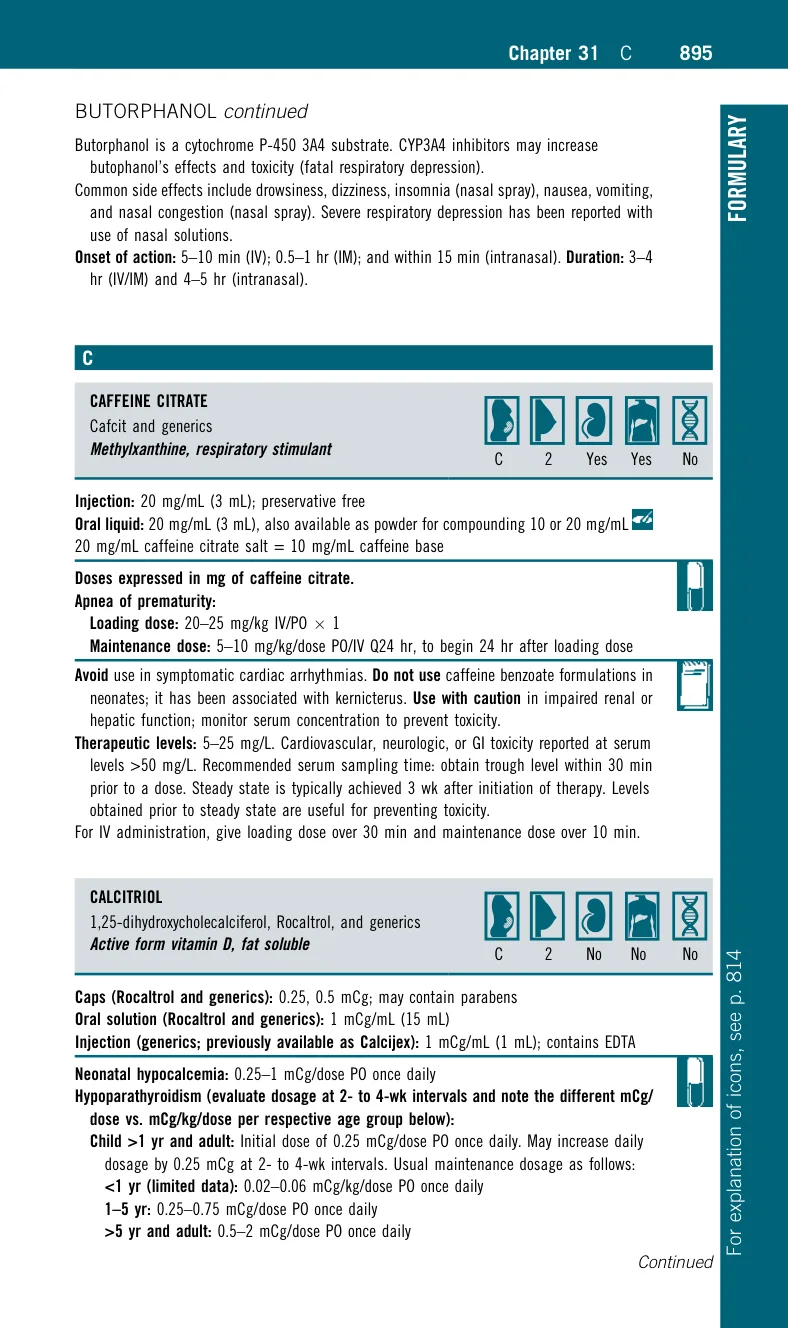 Chapter 31 C 895
BUTORPHANOL continued
Butorphanol is a cytochrome P-450 3A4 substrate. CYP3A4 inhibitors may increase
butophanol's effects and toxicity (fatal respiratory depression).
Common side effects include drowsiness, dizziness, insomnia (nasal spray), nausea, vomiting,
and nasal congestion (nasal spray). Severe respiratory depression has been reported with
use of nasal solutions.
Onset of action: 5–10 min (IV); 0.5–1 hr (IM); and within 15 min (intranasal). Duration: 3–4
hr (IV/IM) and 4–5 hr (intranasal).
C
CAFFEINE CITRATE
Cafcit and generics
Methylxanthine, respiratory stimulant
C 2 Yes Yes No
Injection: 20 mg/mL (3 mL); preservative free
Oral liquid: 20 mg/mL (3 mL), also available as powder for compounding 10 or 20 mg/mL
20 mg/mL caffeine citrate salt = 10 mg/mL caffeine base
Doses expressed in mg of caffeine citrate.
Apnea of prematurity:
Loading dose: 20–25 mg/kg IV/PO × 1
Maintenance dose: 5–10 mg/kg/dose PO/IV Q24 hr, to begin 24 hr after loading dose
Avoid use in symptomatic cardiac arrhythmias. Do not use caffeine benzoate formulations in
neonates; it has been associated with kernicterus. Use with caution in impaired renal or
hepatic function; monitor serum concentration to prevent toxicity.
Therapeutic levels: 5–25 mg/L. Cardiovascular, neurologic, or GI toxicity reported at serum
levels >50 mg/L. Recommended serum sampling time: obtain trough level within 30 min
prior to a dose. Steady state is typically achieved 3 wk after initiation of therapy. Levels
obtained prior to steady state are useful for preventing toxicity.
For IV administration, give loading dose over 30 min and maintenance dose over 10 min.
CALCITRIOL
1,25-dihydroxycholecalciferol, Rocaltrol, and generics
Active form vitamin D, fat soluble
C 2 No No No
Caps (Rocaltrol and generics): 0.25, 0.5 mCg; may contain parabens
Oral solution (Rocaltrol and generics): 1 mCg/mL (15 mL)
Injection (generics; previously available as Calcijex): 1 mCg/mL (1 mL); contains EDTA
Neonatal hypocalcemia: 0.25–1 mCg/dose PO once daily
Hypoparathyroidism (evaluate dosage at 2- to 4-wk intervals and note the different mCg/
dose vs. mCg/kg/dose per respective age group below):
Child >1 yr and adult: Initial dose of 0.25 mCg/dose PO once daily. May increase daily
dosage by 0.25 mCg at 2- to 4-wk intervals. Usual maintenance dosage as follows:
<1 yr (limited data): 0.02–0.06 mCg/kg/dose PO once daily
1–5 yr: 0.25–0.75 mCg/dose PO once daily
>5 yr and adult: 0.5–2 mCg/dose PO once daily
Continued
FORMULARY
For explanation of icons, see p. 814